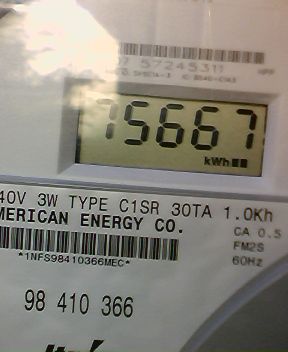 57245311
75667
kWh
40V 3W TYPE C1SR 30TA 1.0Kh
MERICAN ENERGY CO.
CA 0.5
FM2S
*1NFS98410366MEC*
60Hz
98 410 366